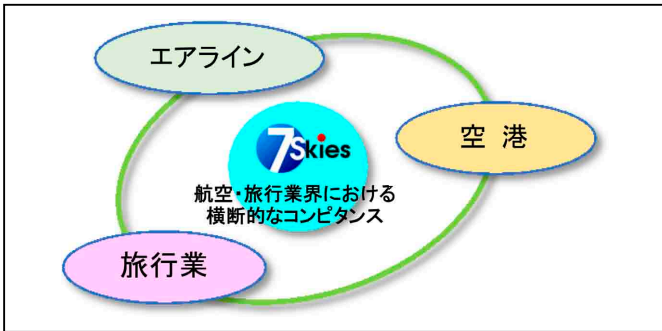 エアライン
空 港
7Skies
航空・旅行業界における
横断的なコンピタンス
旅行業